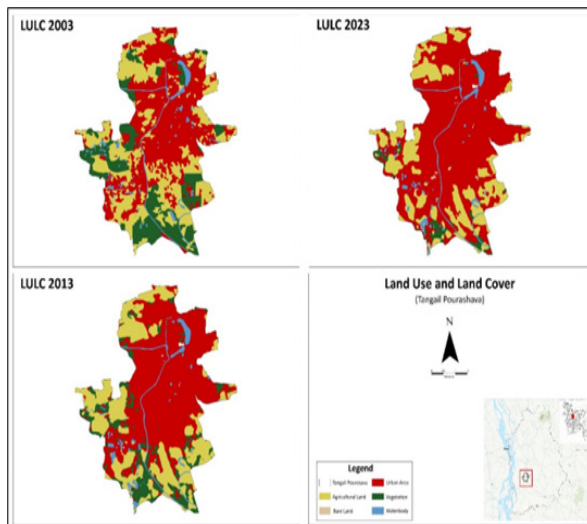 LULC 2003
LULC 2023
LULC 2013
Land Use and Land Cover
(Tangail Pourashava)
N
Legend
Tangail Pourashava
Urban Area
Agricultural Land
Vegetation
Bare Land
Waterbody